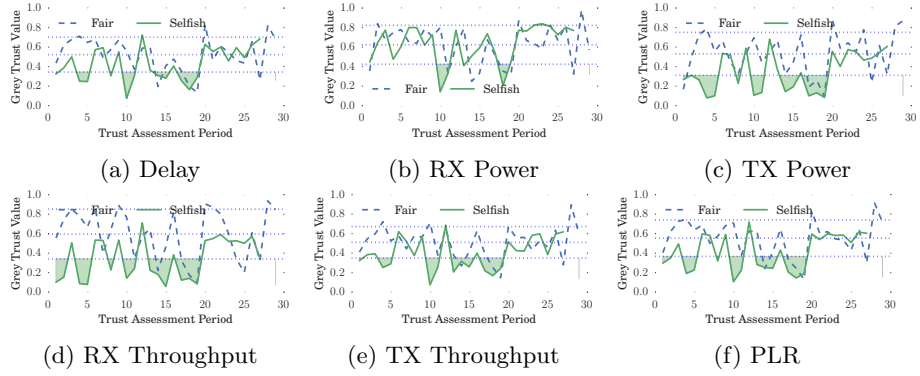 Grey Trust Value
1.0
0.8
0.6
0.4
0.2
0.0
Fair Selfish
0 5 10 15 20 25 30
Trust Assessment Period
(a) Delay
Grey Trust Value
1.0
0.8
0.6
0.4
0.2
0.0
Fair Selfish
0 5 10 15 20 25 30
Trust Assessment Period
(b) RX Power
Grey Trust Value
1.0
0.8
0.6
0.4
0.2
0.0
Fair Selfish
0 5 10 15 20 25 30
Trust Assessment Period
(c) TX Power
Grey Trust Value
1.0
0.8
0.6
0.4
0.2
0.0
Fair Selfish
0 5 10 15 20 25 30
Trust Assessment Period
(d) RX Throughput
Grey Trust Value
1.0
0.8
0.6
0.4
0.2
0.0
Fair Selfish
0 5 10 15 20 25 30
Trust Assessment Period
(e) TX Throughput
Grey Trust Value
1.0
0.8
0.6
0.4
0.2
0.0
Fair Selfish
0 5 10 15 20 25 30
Trust Assessment Period
(f) PLR